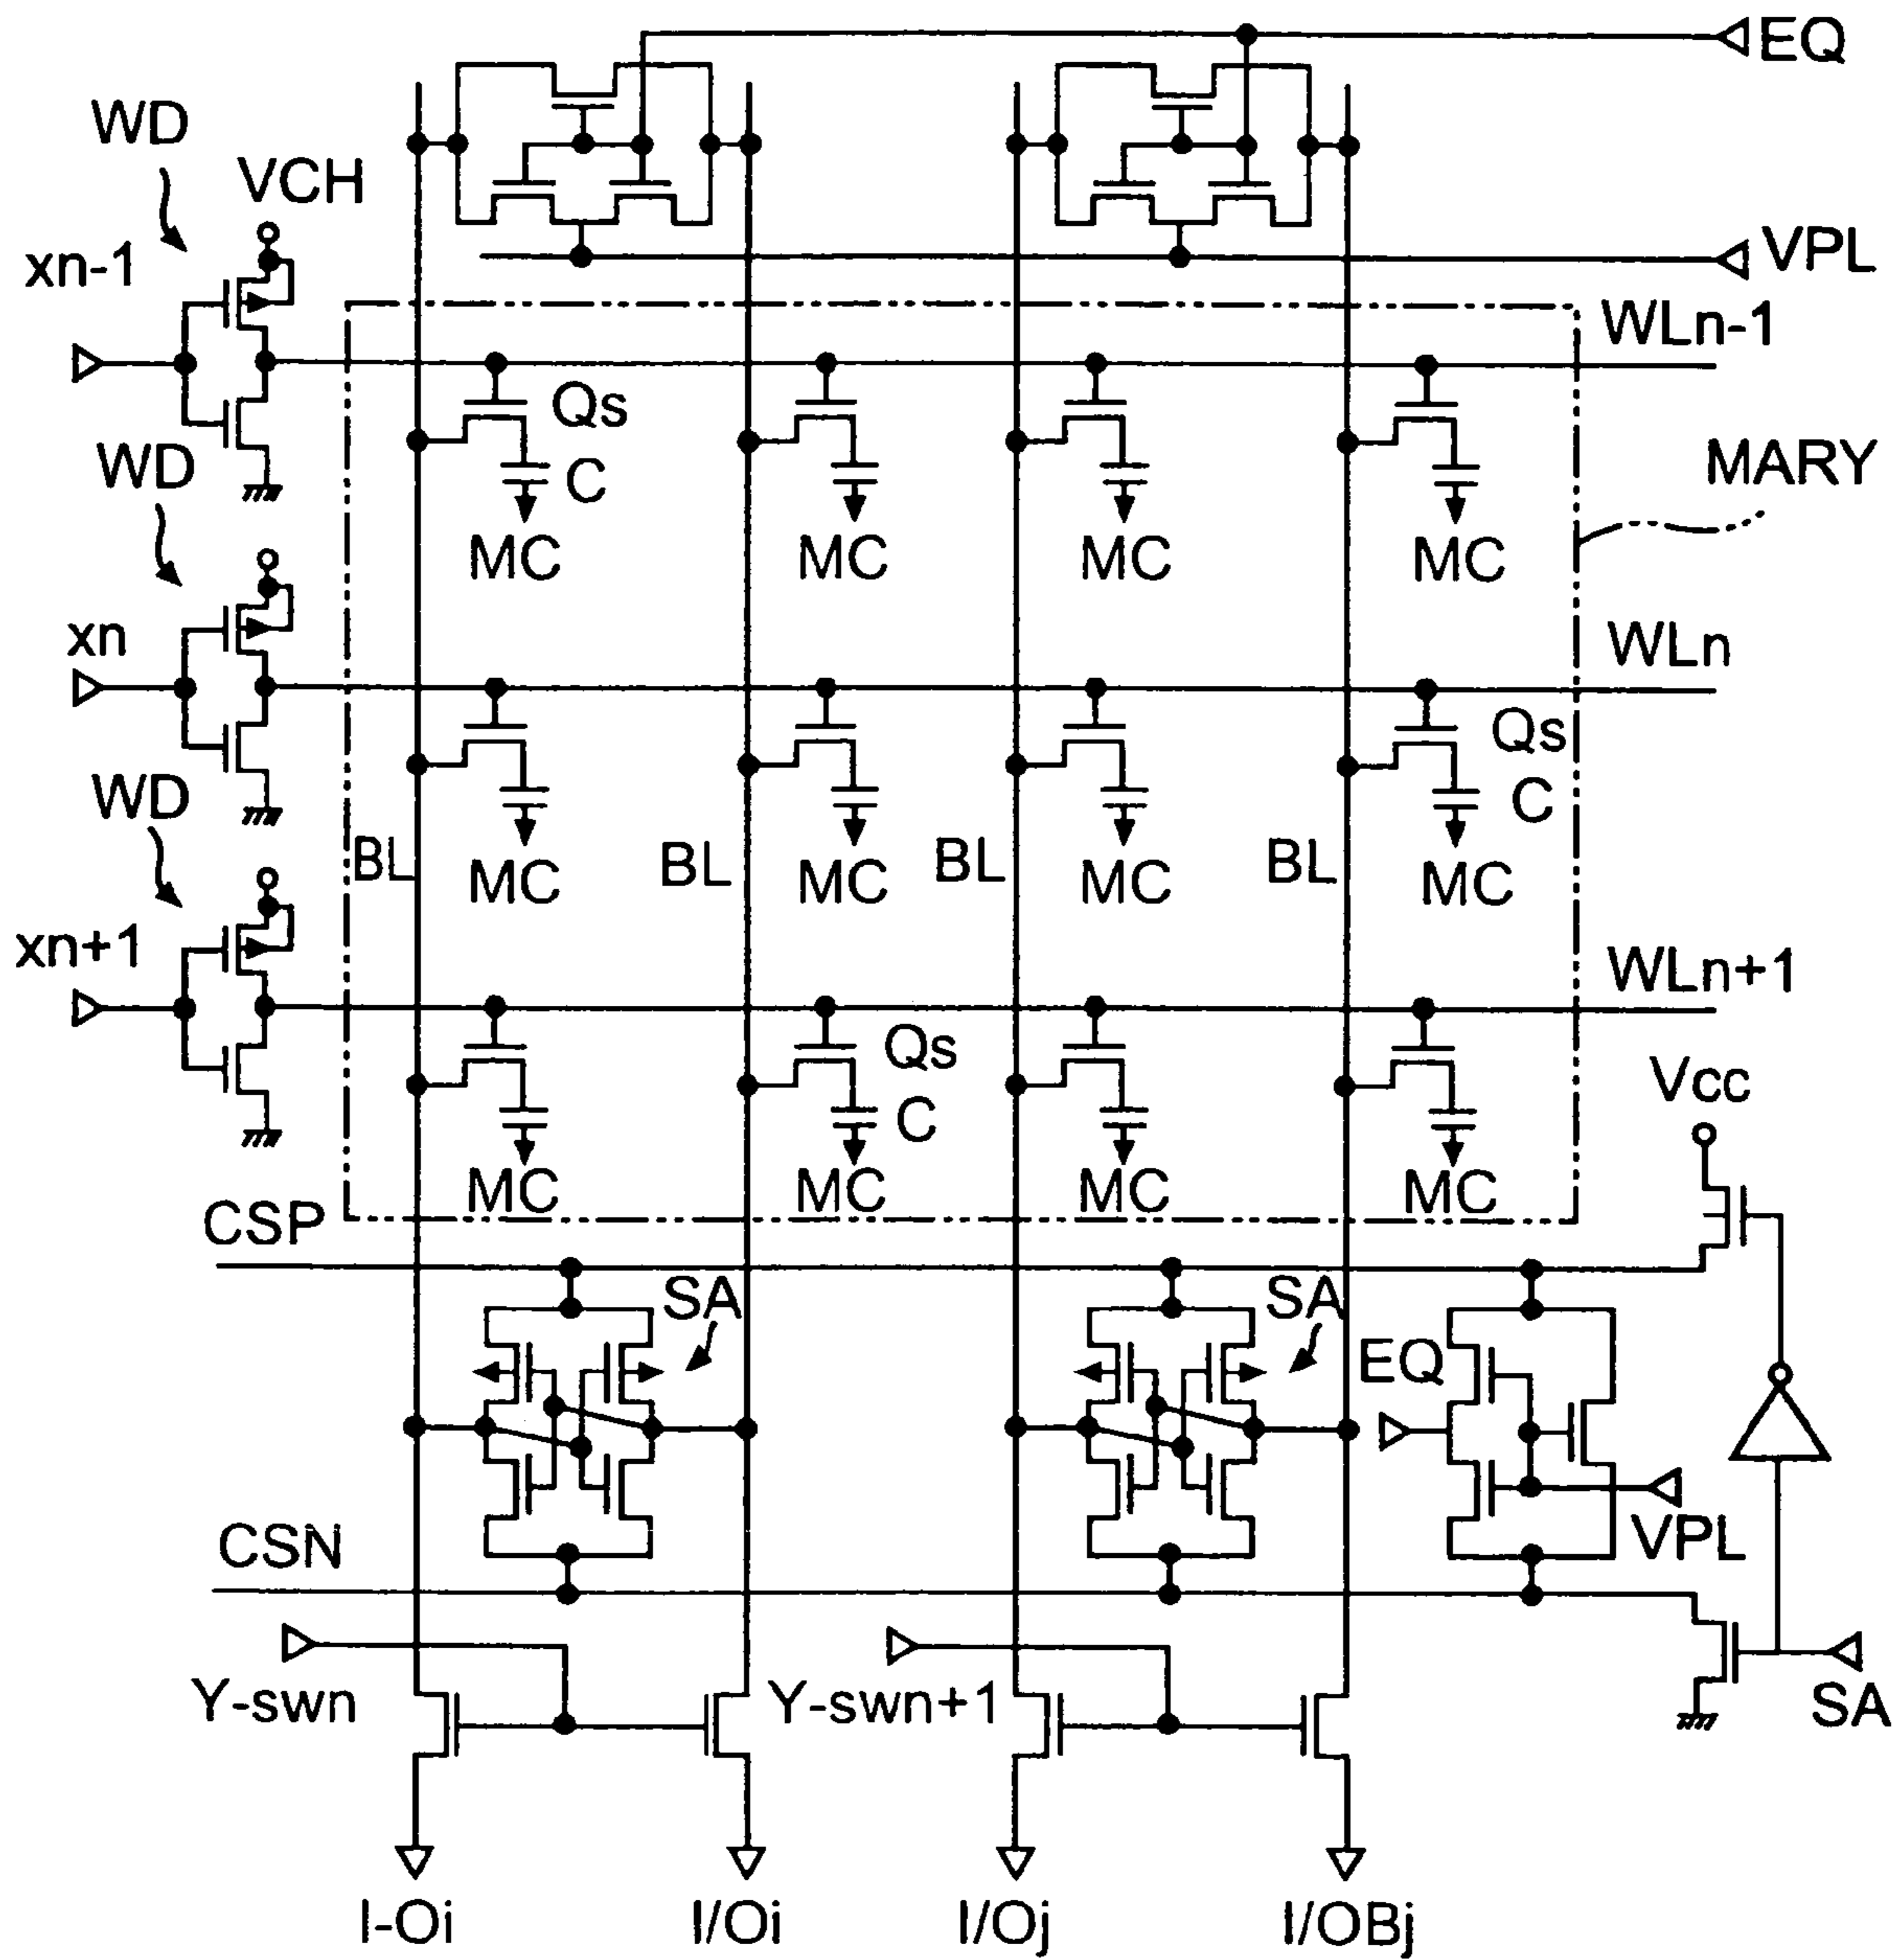 EQ
WD
VCH
xn-1
VPL
WLn-1
Qs
C
WD
MARY
MC MC MC MC
xn
WLn
Qs
C
WD
BL MC BL MC BL MC BL MC
xn+1
WLn+1
Qs
C
Vcc
MC MC MC MC
CSP
SA SA
EQ
CSN
VPL
Y-swn Y-swn+1
SA
I-Oi I/Oi I/Oj I/OBj